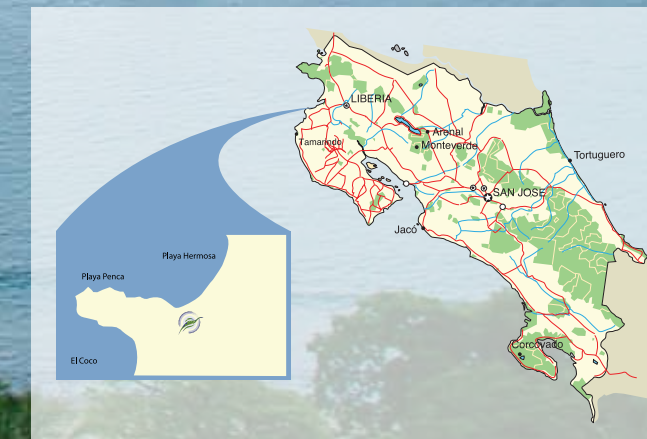 LIBERIA
Tamarindo
Arenal
Monteverde
Tortuguero
SAN JOSE
Jacó
Corcovado
Playa Hermosa
Playa Penca
El Coco